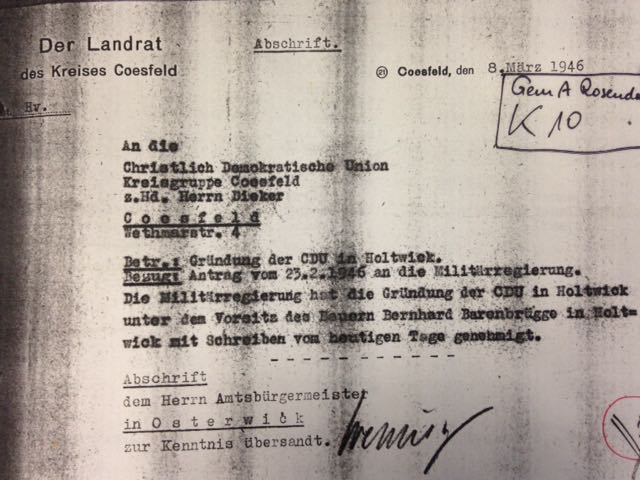 Der Landrat
des Kreises Coesfeld
Abschrift.
(21) Coesfeld, den 8. März 1946
Hv.
Gem A Rosenda
K 10
An die
Christlich Demokratische Union
Kreisgruppe Coesfeld
z.Hd. Herrn Dieker
Coesfeld
Wethmarstr. 4
Betr.: Gründung der CDU in Holtwick.
Bezug: Antrag vom 23.2.1946 an die Militärregierung.
Die Militärregierung hat die Gründung der CDU in Holtwick
unter dem Vorsitz des Bauern Bernhard Barenbrügge in Holt-
wick mit Schreiben vom heutigen Tage genehmigt.
- - - - - - - - - - - -
Abschrift
dem Herrn Amtsbürgermeister
in Osterwick
zur Kenntnis übersandt.